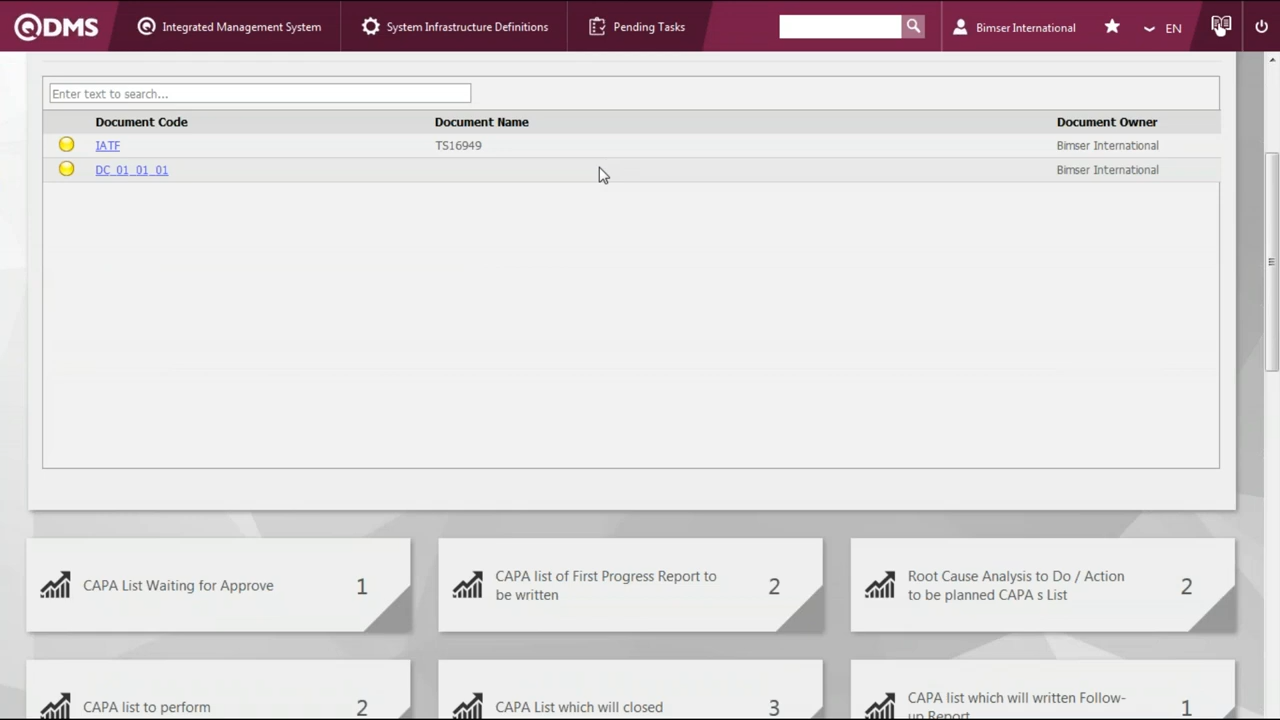 QDMS
Integrated Management System
System Infrastructure Definitions
Pending Tasks
Bimser International
EN
Enter text to search...
Document Code
Document Name
Document Owner
IATF
TS16949
Bimser International
DC_01_01_01
Bimser International
CAPA List Waiting for Approve
1
CAPA list of First Progress Report to
be written
2
Root Cause Analysis to Do / Action
to be planned CAPA s List
2
CAPA list to perform
2
CAPA List which will closed
3
CAPA list which will written Follow-
up Report
1